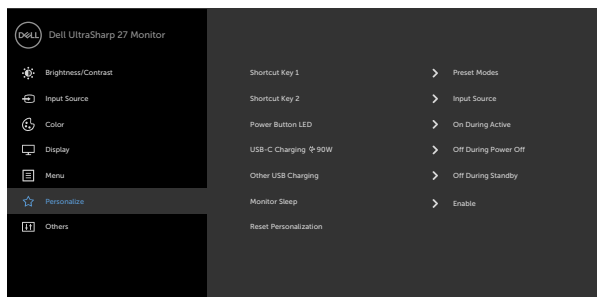 DELL Dell UltraSharp 27 Monitor
Brightness/Contrast
Input Source
Color
Display
Menu
Personalize
Others
Shortcut Key 1 Preset Modes
Shortcut Key 2 Input Source
Power Button LED On During Active
USB-C Charging 90W Off During Power Off
Other USB Charging Off During Standby
Monitor Sleep Enable
Reset Personalization